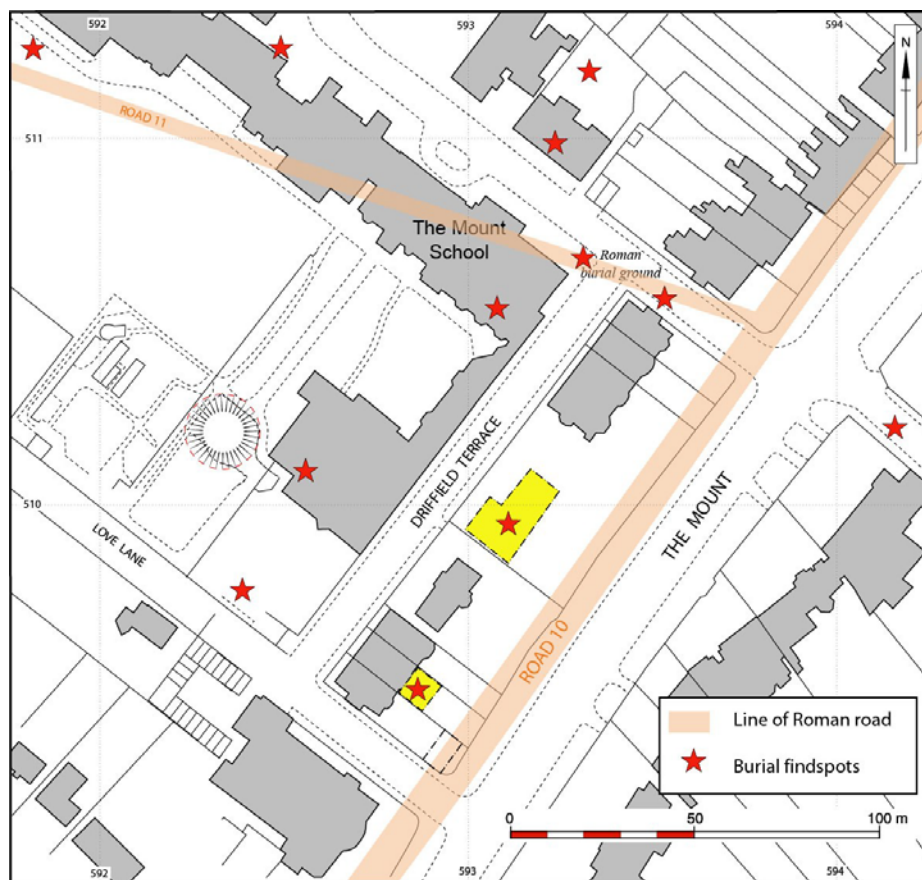 592
593
594
N
ROAD 11
511
The Mount
School
Roman
burial ground
DRIFFIELD TERRACE
510
THE MOUNT
LOVE LANE
ROAD 10
Line of Roman road
Burial findspots
0 50 100 m
592
593
594